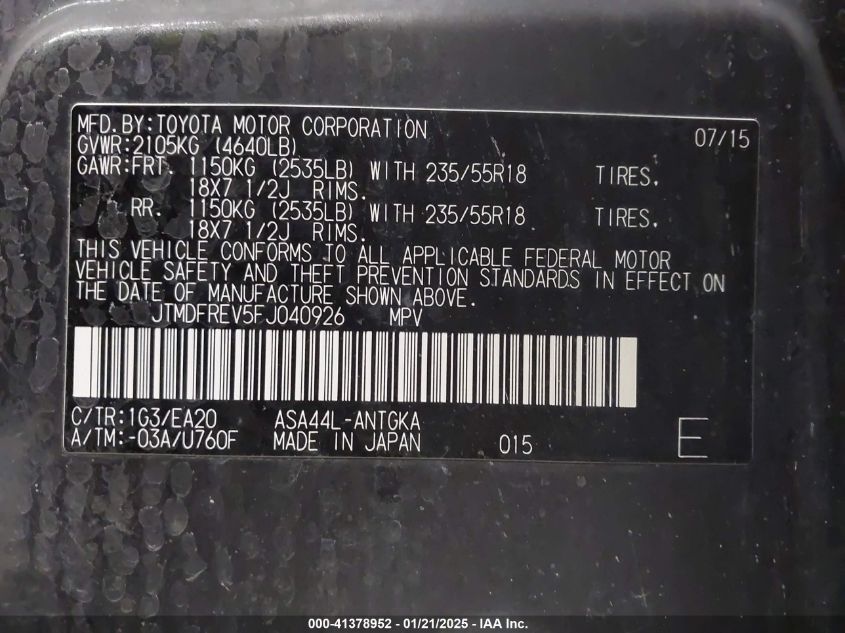 MFD.BY:TOYOTA MOTOR CORPORATION 07/15
GVWR:2105KG (4640LB)
GAWR:FRT. 1150KG (2535LB) WITH 235/55R18 TIRES.
18X7 1/2J RIMS.
RR. 1150KG (2535LB) WITH 235/55R18 TIRES.
18X7 1/2J RIMS.
THIS VEHICLE CONFORMS TO ALL APPLICABLE FEDERAL MOTOR
VEHICLE SAFETY AND THEFT PREVENTION STANDARDS IN EFFECT ON
THE DATE OF MANUFACTURE SHOWN ABOVE.
JTMDFREV5FJ040926 MPV
C/TR:1G3/EA20 ASA44L-ANTGKA
A/TM:-03A/U760F MADE IN JAPAN 015 E
000-41378952 - 01/21/2025 - IAA Inc.